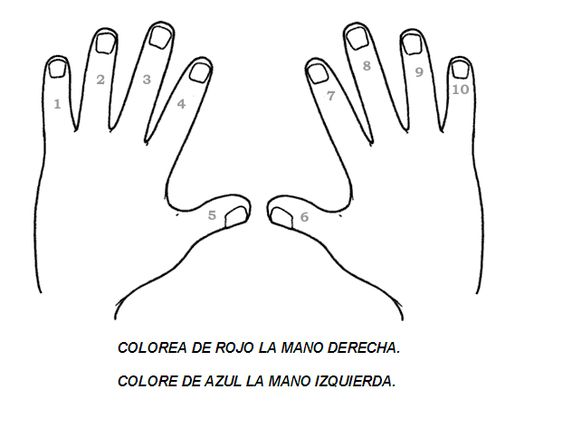 1 2 3 4 5 6 7 8 9 10
COLOREA DE ROJO LA MANO DERECHA.
COLORE DE AZUL LA MANO IZQUIERDA.